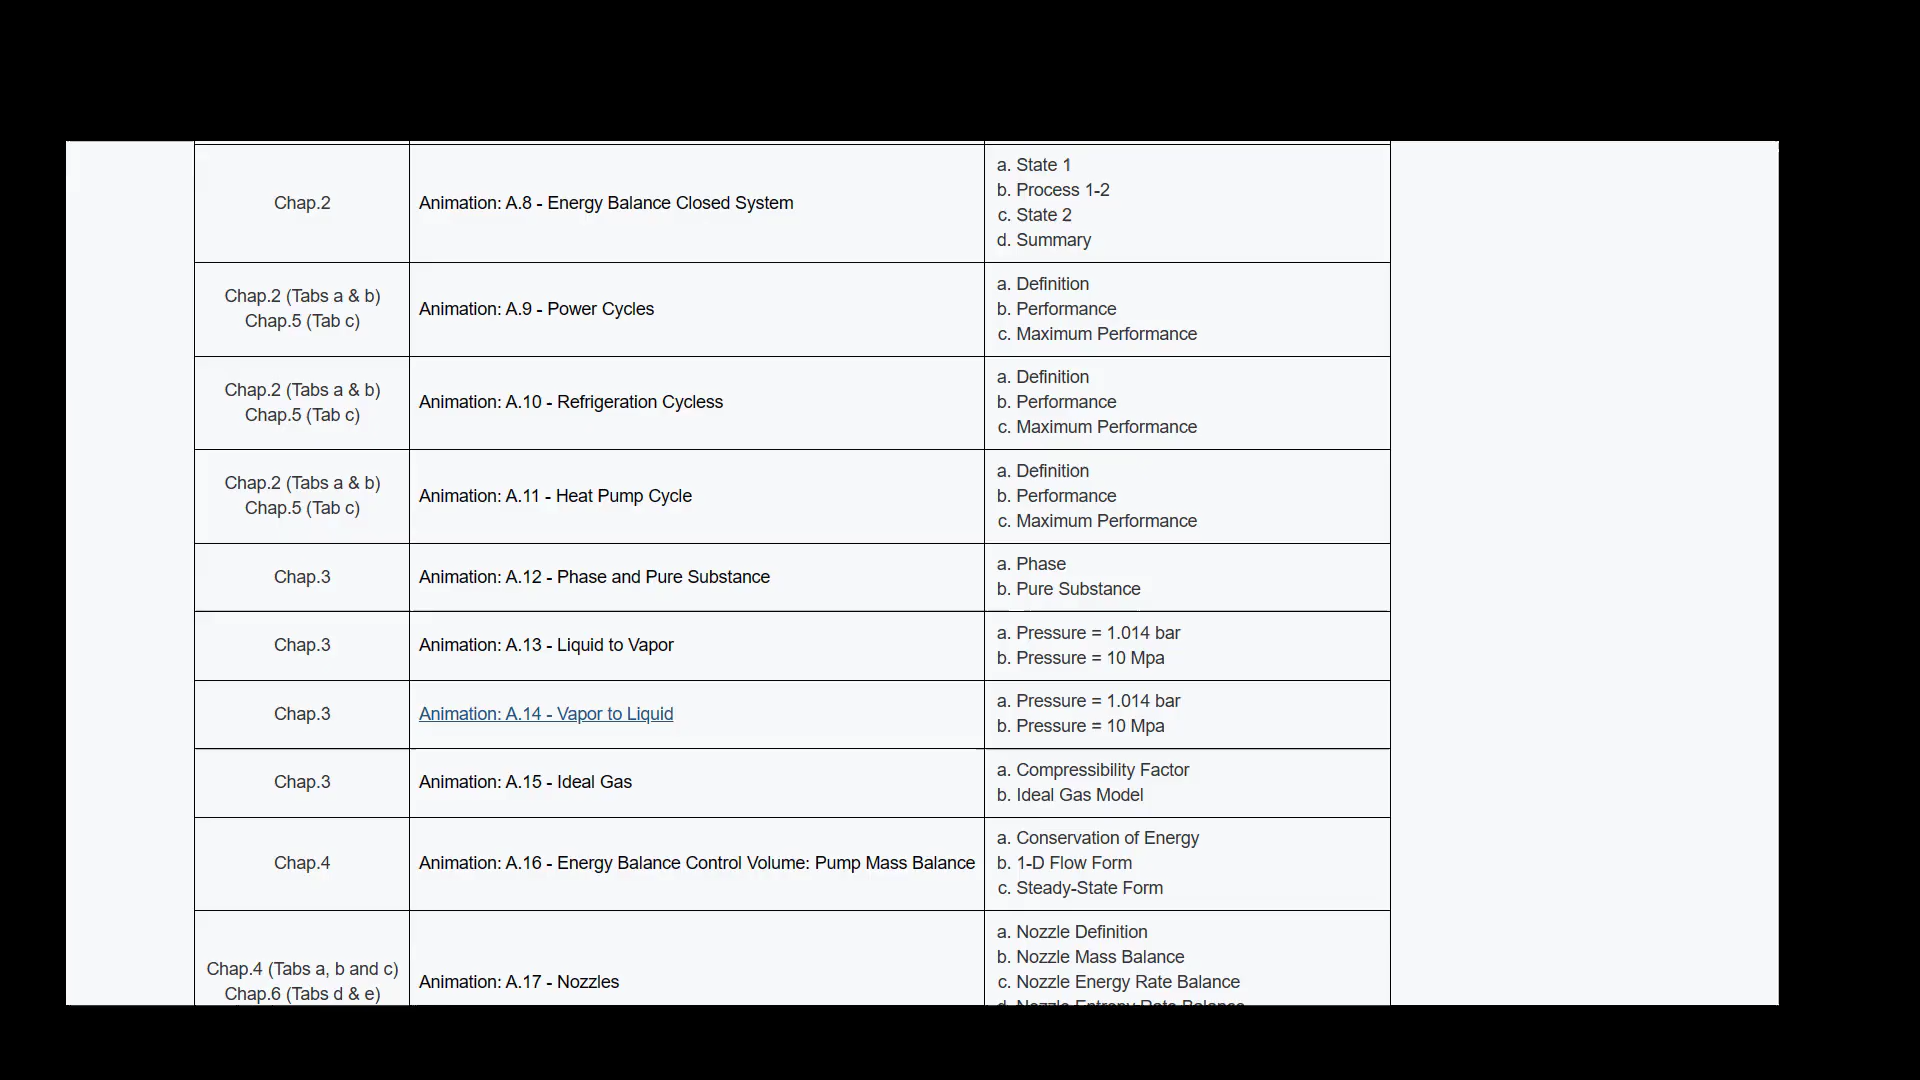 Chap.2
Animation: A.8 - Energy Balance Closed System
a. State 1
b. Process 1-2
c. State 2
d. Summary
Chap.2 (Tabs a & b)
Chap.5 (Tab c)
Animation: A.9 - Power Cycles
a. Definition
b. Performance
c. Maximum Performance
Chap.2 (Tabs a & b)
Chap.5 (Tab c)
Animation: A.10 - Refrigeration Cycless
a. Definition
b. Performance
c. Maximum Performance
Chap.2 (Tabs a & b)
Chap.5 (Tab c)
Animation: A.11 - Heat Pump Cycle
a. Definition
b. Performance
c. Maximum Performance
Chap.3
Animation: A.12 - Phase and Pure Substance
a. Phase
b. Pure Substance
Chap.3
Animation: A.13 - Liquid to Vapor
a. Pressure = 1.014 bar
b. Pressure = 10 Mpa
Chap.3
Animation: A.14 - Vapor to Liquid
a. Pressure = 1.014 bar
b. Pressure = 10 Mpa
Chap.3
Animation: A.15 - Ideal Gas
a. Compressibility Factor
b. Ideal Gas Model
Chap.4
Animation: A.16 - Energy Balance Control Volume: Pump Mass Balance
a. Conservation of Energy
b. 1-D Flow Form
c. Steady-State Form
Chap.4 (Tabs a, b and c)
Chap.6 (Tabs d & e)
Animation: A.17 - Nozzles
a. Nozzle Definition
b. Nozzle Mass Balance
c. Nozzle Energy Rate Balance
d. Nozzle Entropy Rate Balance